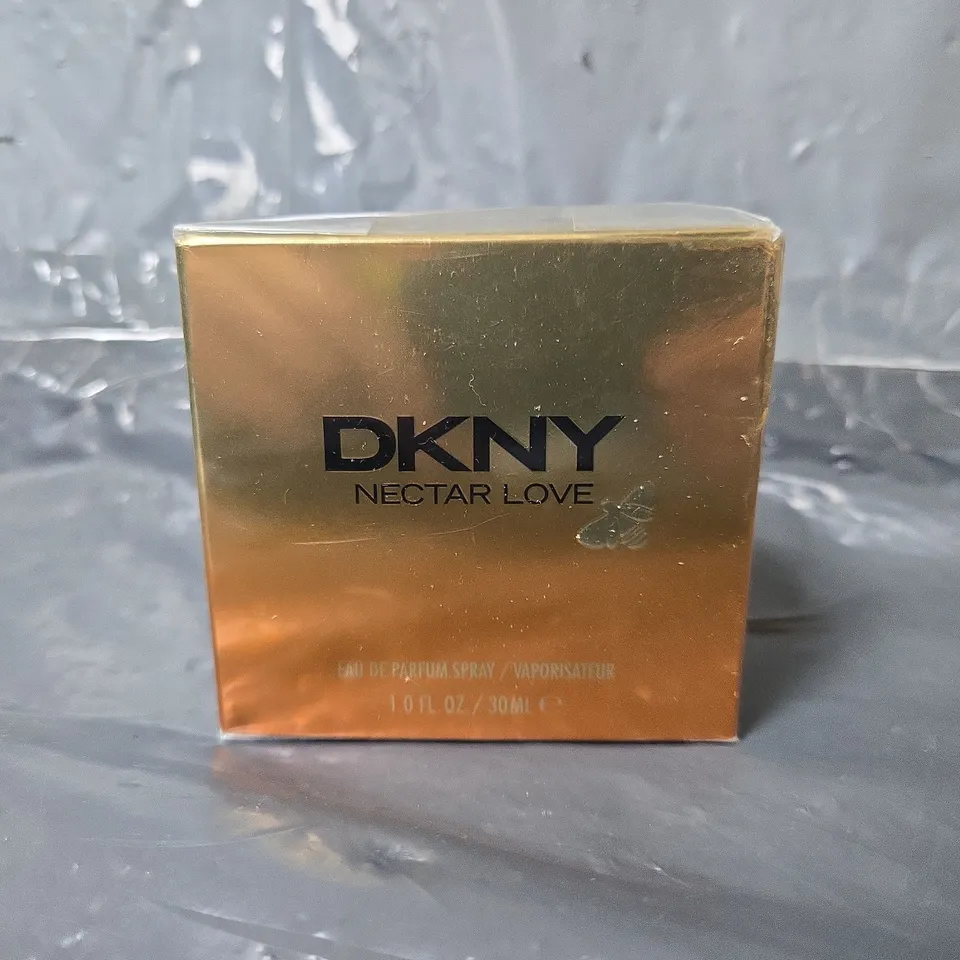 DKNY
NECTAR LOVE
EAU DE PARFUM SPRAY / VAPORISATEUR
1.0 FL. OZ / 30ML ℮